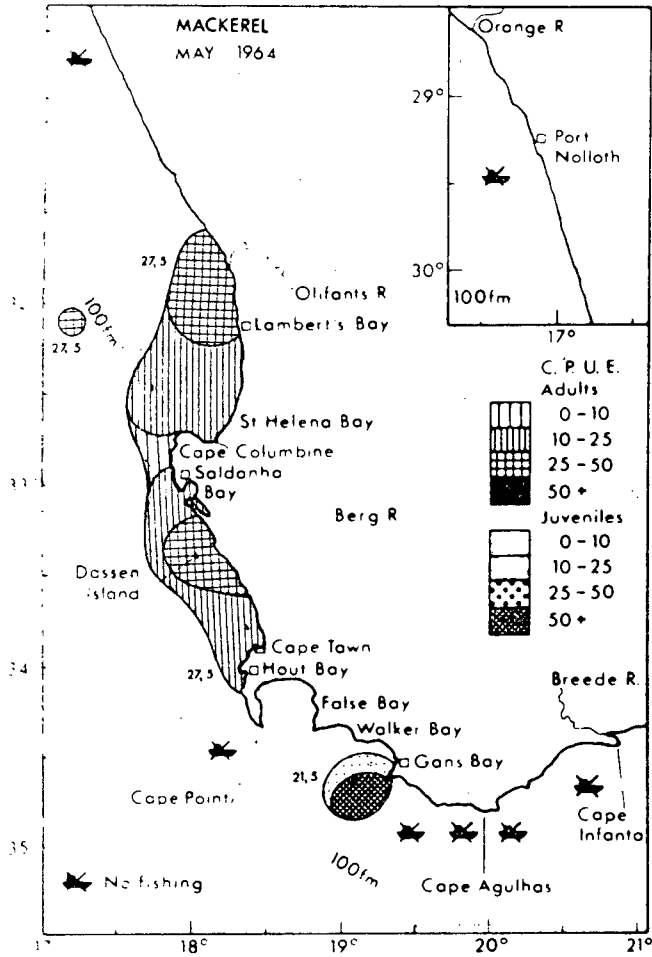 MACKEREL
MAY 1964
Orange R
29°
Port
Nolloth
30°
100fm
17°
27,5
Olifants R
100fm
27,5
Lambert's Bay
C. P. U. E.
Adults
0-10
10-25
25-50
50+
Juveniles
0-10
10-25
25-50
50+
St Helena Bay
Cape Columbine
Saldanha
Bay
Berg R
Dassen
island
Cape Town
Hout Bay
27,5
34
Breede R.
False Bay
Walker Bay
Gans Bay
21,5
Cape Point
Cape
Infanta
35
100fm
No fishing
Cape Agulhas
18°
19°
20°
21°